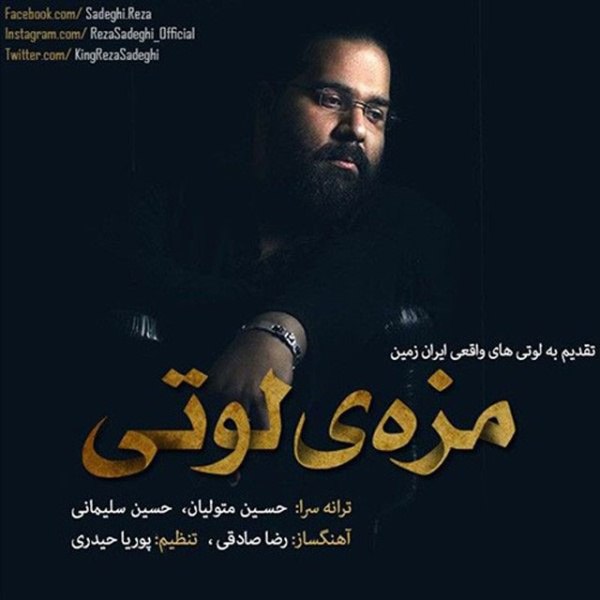 Facebook.com/ Sadeghi.Reza
Instagram.com/ RezaSadeghi_Official
Twitter.com/ KingRezaSadeghi
تقدیم به لوتی های واقعی ایران زمین
مزه‌ی لوتی
ترانه سرا: حسین متولیان، حسین سلیمانی
آهنگساز: رضا صادقی، تنظیم: پوریا حیدری